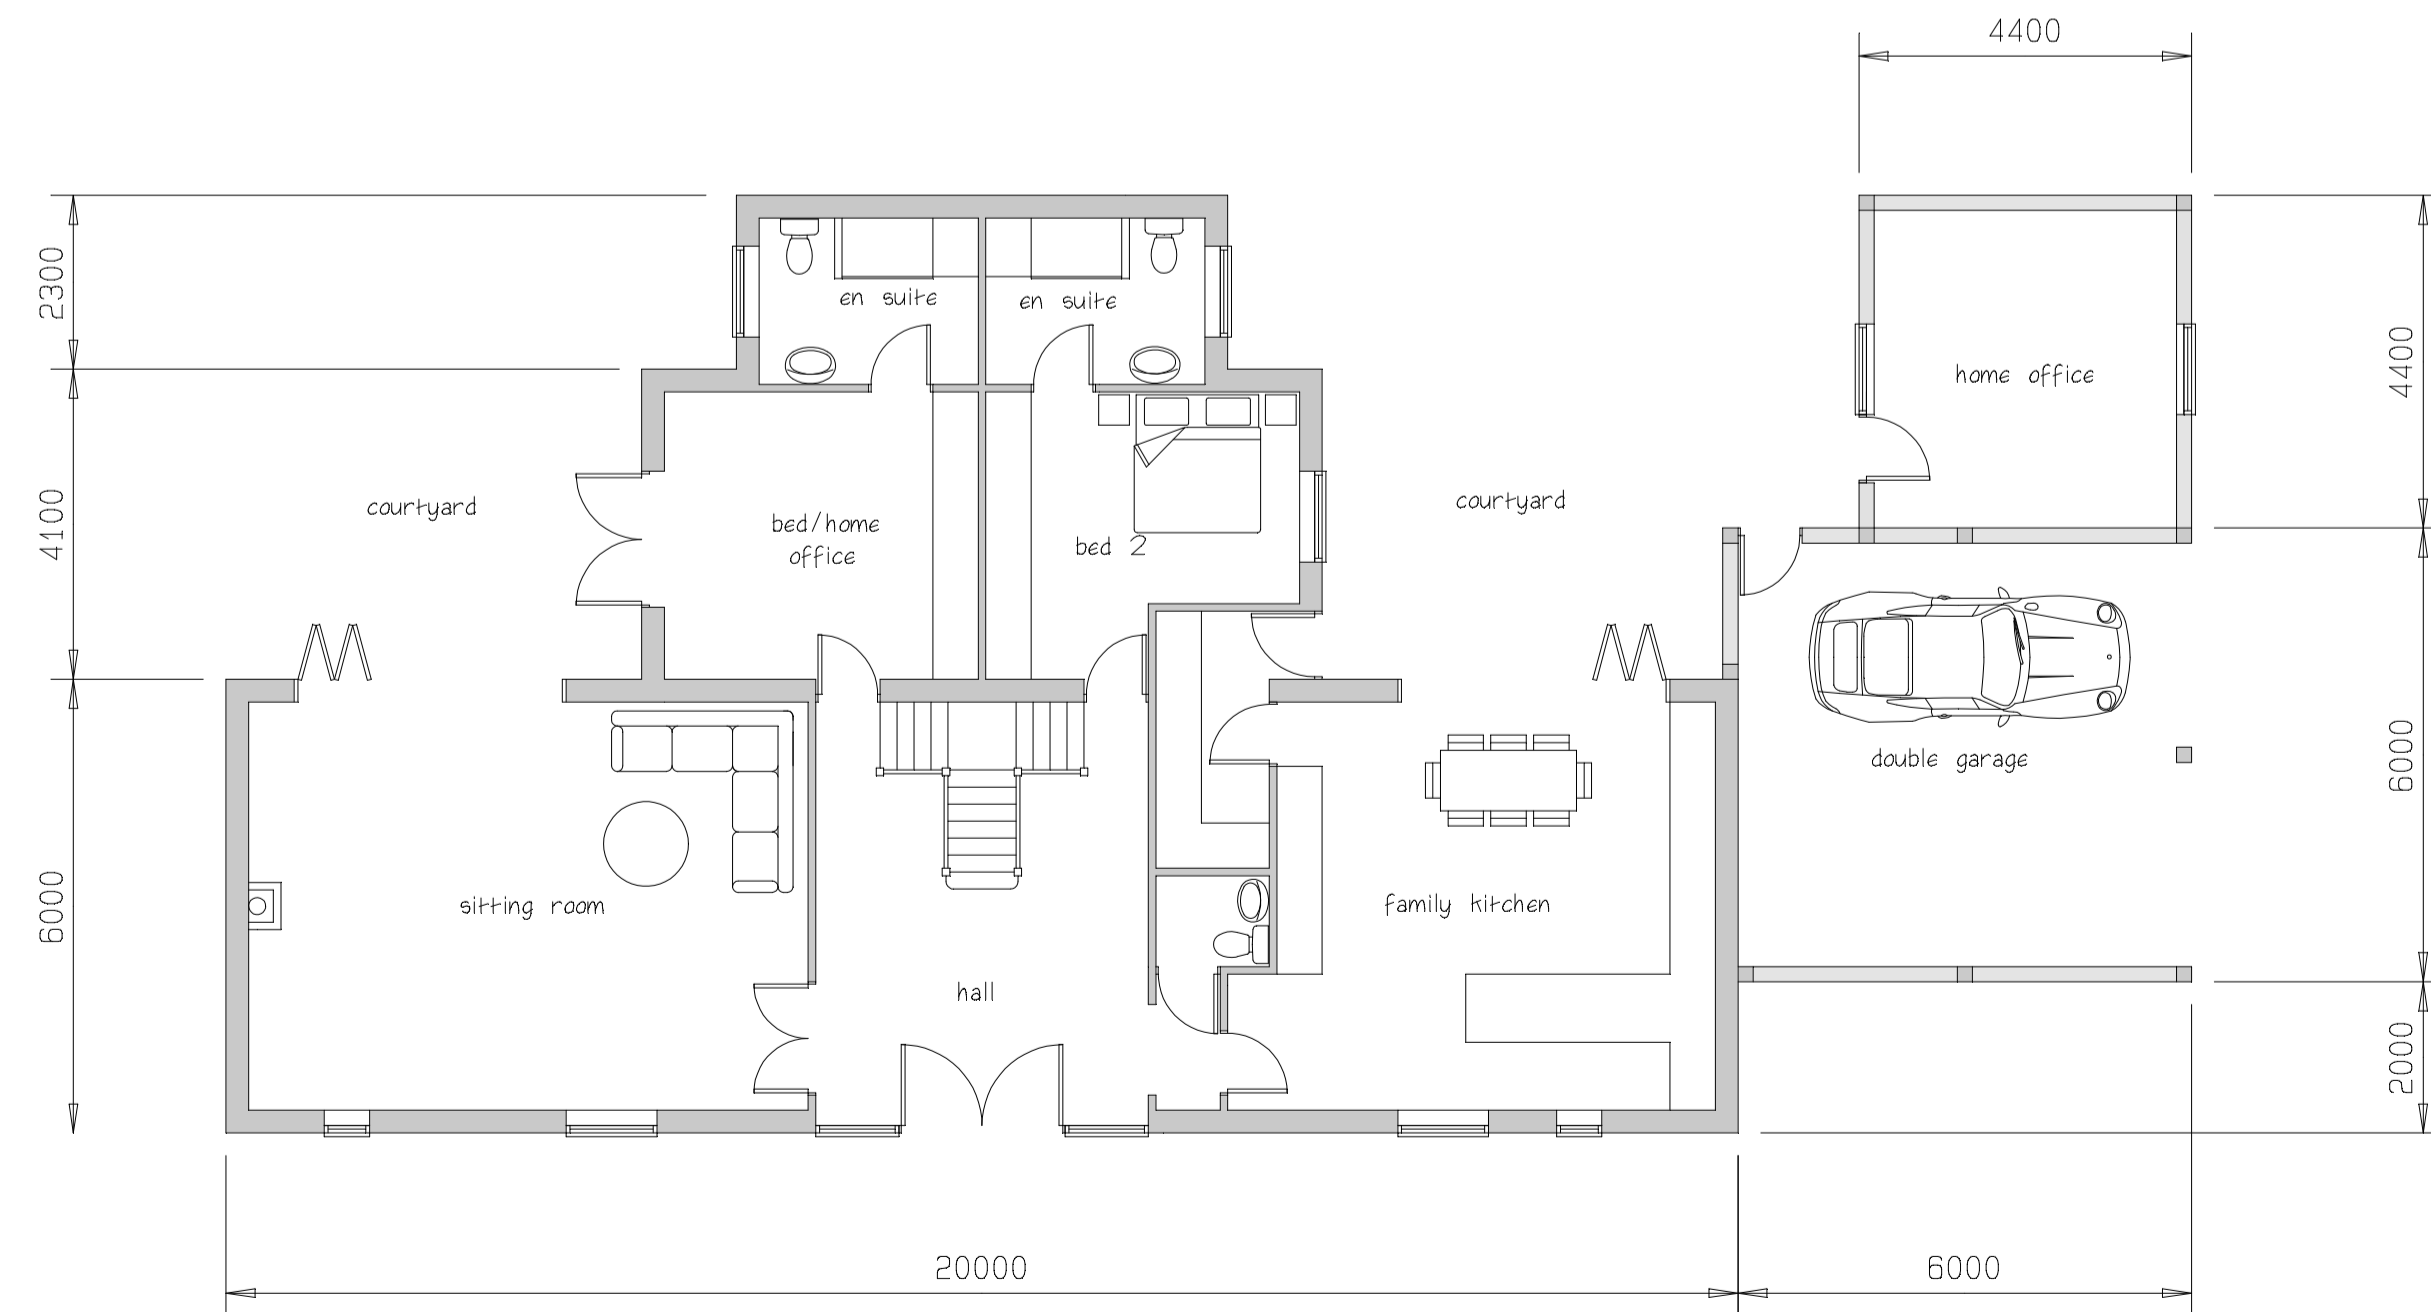 4400
2300
en suite
en suite
home office
4400
courtyard
courtyard
4100
bed/home
office
bed 2
double garage
6000
6000
sitting room
family kitchen
hall
2000
20000
6000